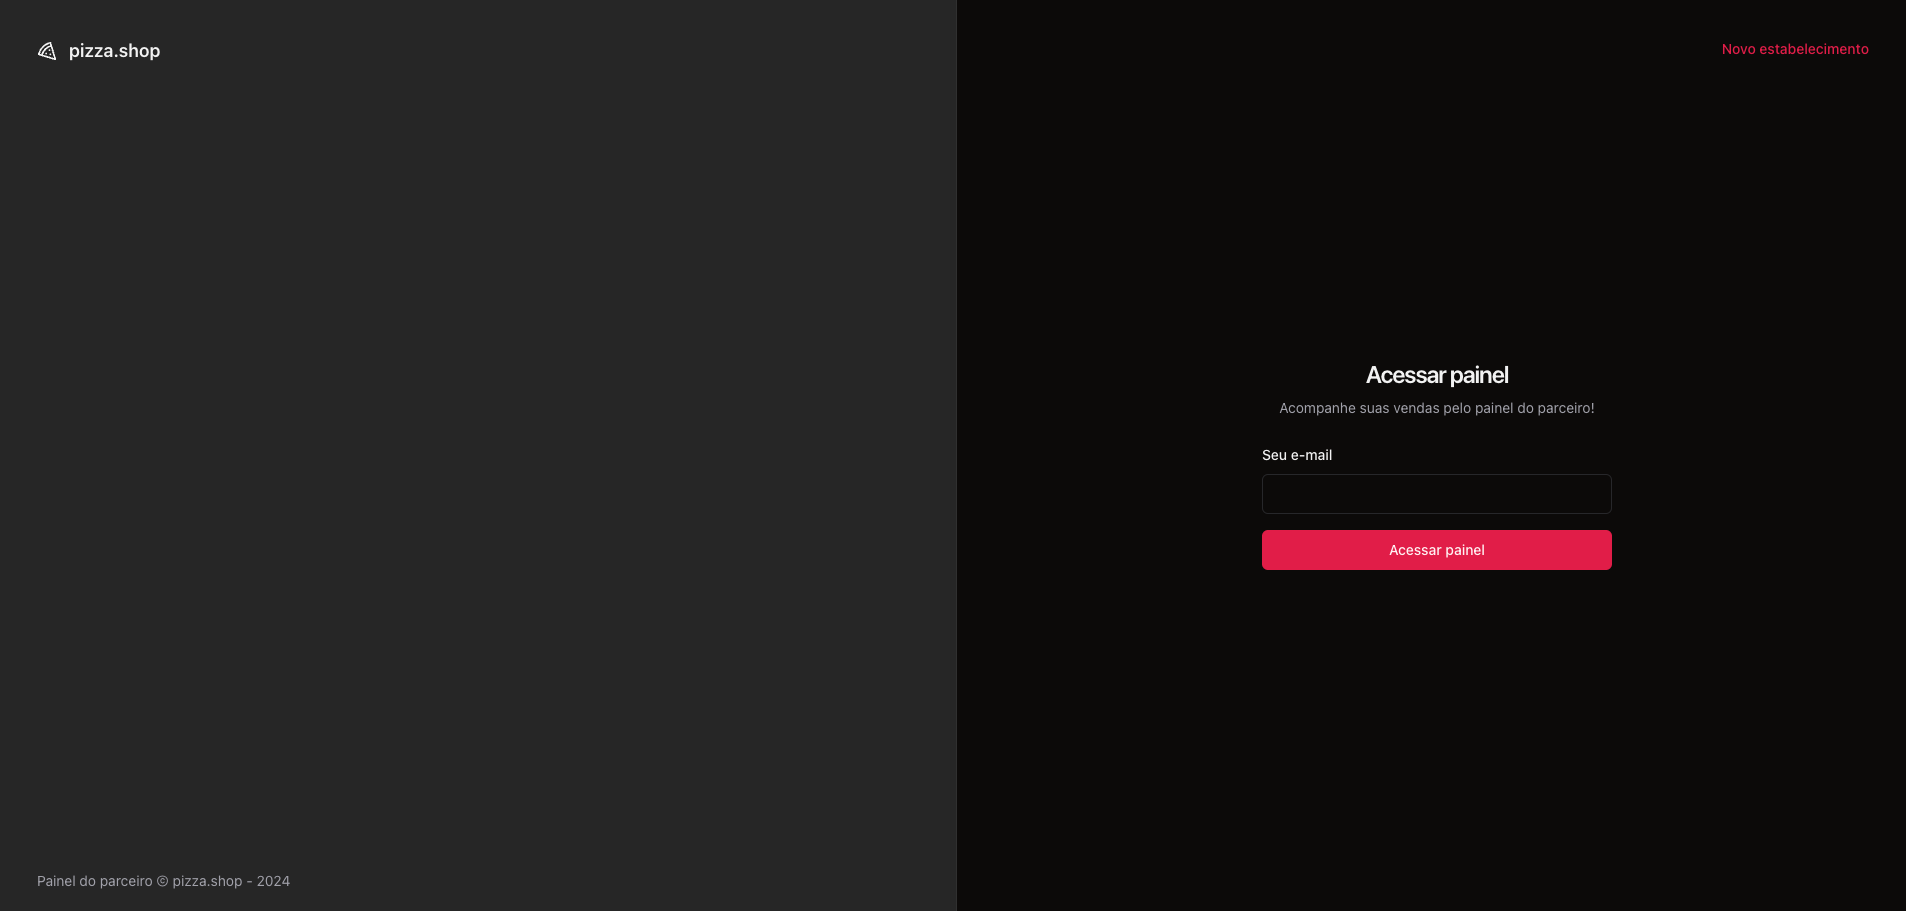 pizza.shop
Novo estabelecimento
Acessar painel
Acompanhe suas vendas pelo painel do parceiro!
Seu e-mail
Acessar painel
Painel do parceiro © pizza.shop - 2024